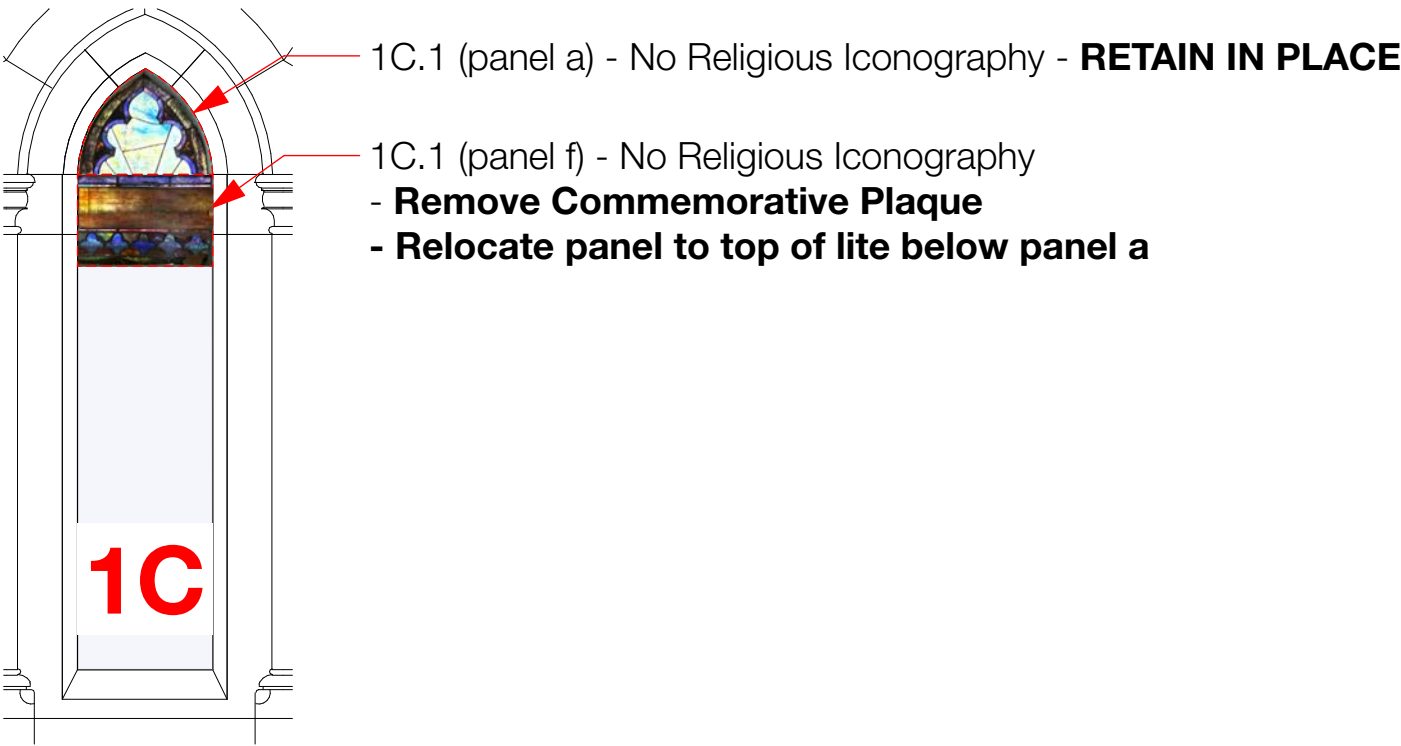 1C.1 (panel a) - No Religious Iconography - RETAIN IN PLACE
1C.1 (panel f) - No Religious Iconography
- Remove Commemorative Plaque
- Relocate panel to top of lite below panel a
1C